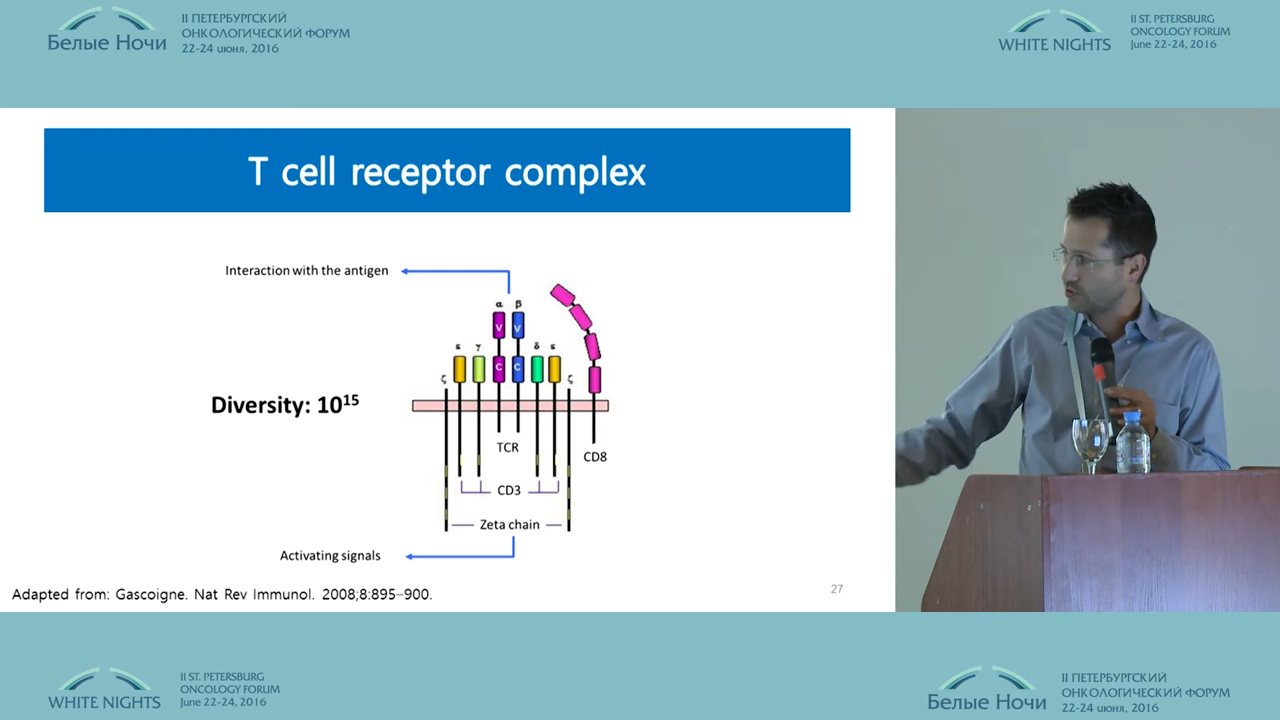 Белые Ночи
II ПЕТЕРБУРГСКИЙ
ОНКОЛОГИЧЕСКИЙ ФОРУМ
22-24 июня, 2016
WHITE NIGHTS
II ST. PETERSBURG
ONCOLOGY FORUM
June 22-24, 2016
T cell receptor complex
Interaction with the antigen
α β
V V
ε γ δ ε
C C
ζ ζ
Diversity: 10¹⁵
TCR
CD8
CD3
Zeta chain
Activating signals
Adapted from: Gascoigne. Nat Rev Immunol. 2008;8:895–900.
27
WHITE NIGHTS
II ST. PETERSBURG
ONCOLOGY FORUM
June 22-24, 2016
Белые Ночи
II ПЕТЕРБУРГСКИЙ
ОНКОЛОГИЧЕСКИЙ ФОРУМ
22-24 июня, 2016